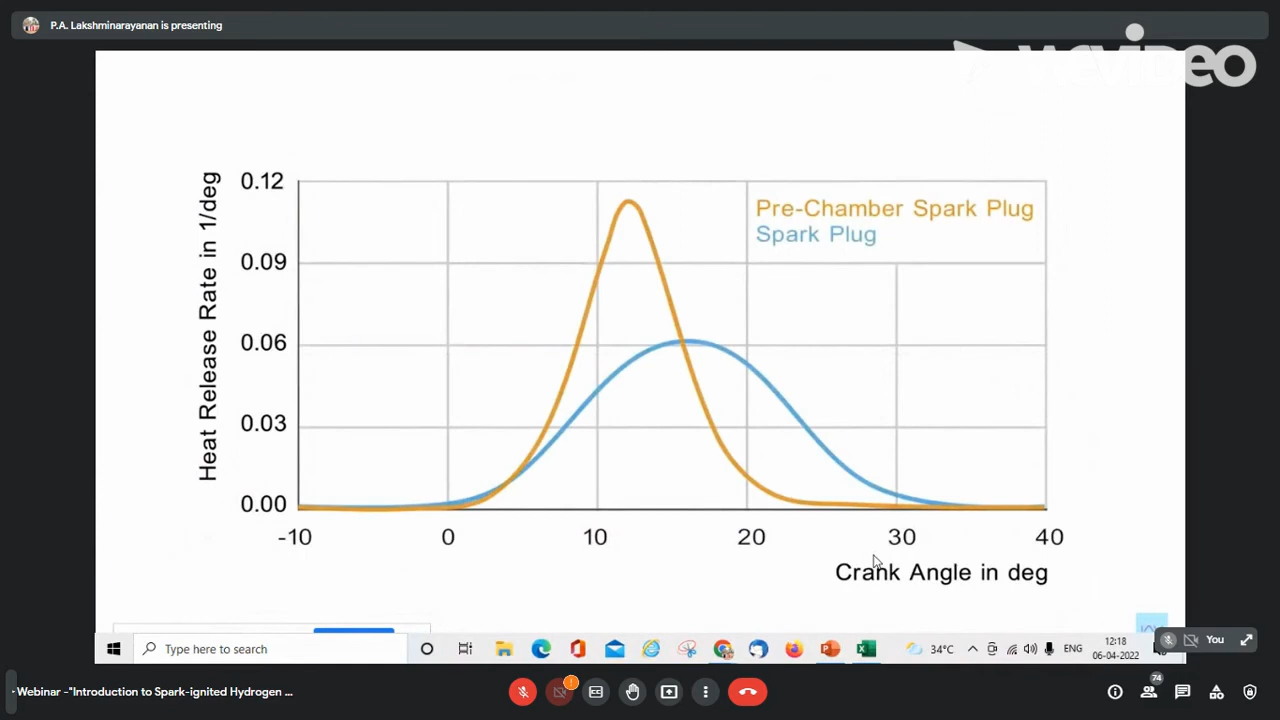 P.A. Lakshminarayanan is presenting
WeVideo
Heat Release Rate in 1/deg
0.12
0.09
0.06
0.03
0.00
Pre-Chamber Spark Plug
Spark Plug
-10 0 10 20 30 40
Crank Angle in deg
Type here to search
34°C
ENG
12:18
06-04-2022
You
Webinar -"Introduction to Spark-ignited Hydrogen ...
74